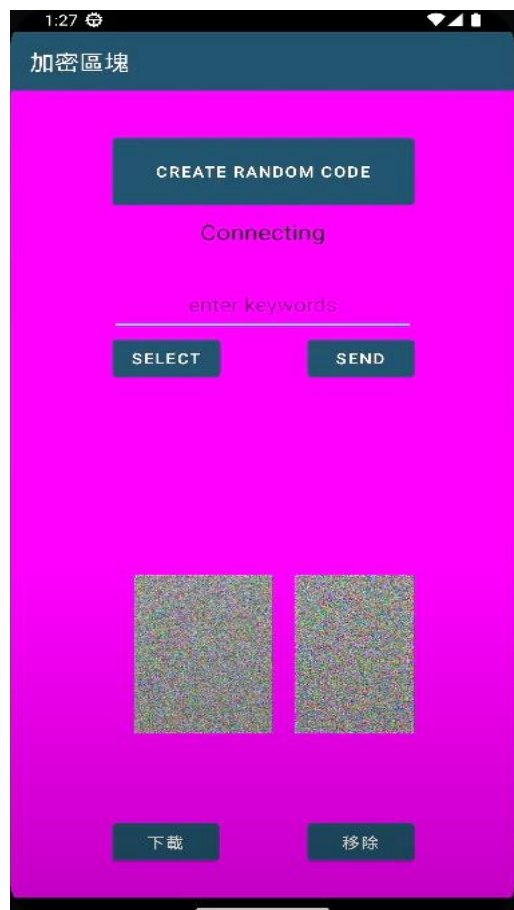 1:27
加密區塊
CREATE RANDOM CODE
Connecting
enter keywords
SELECT
SEND
下載
移除